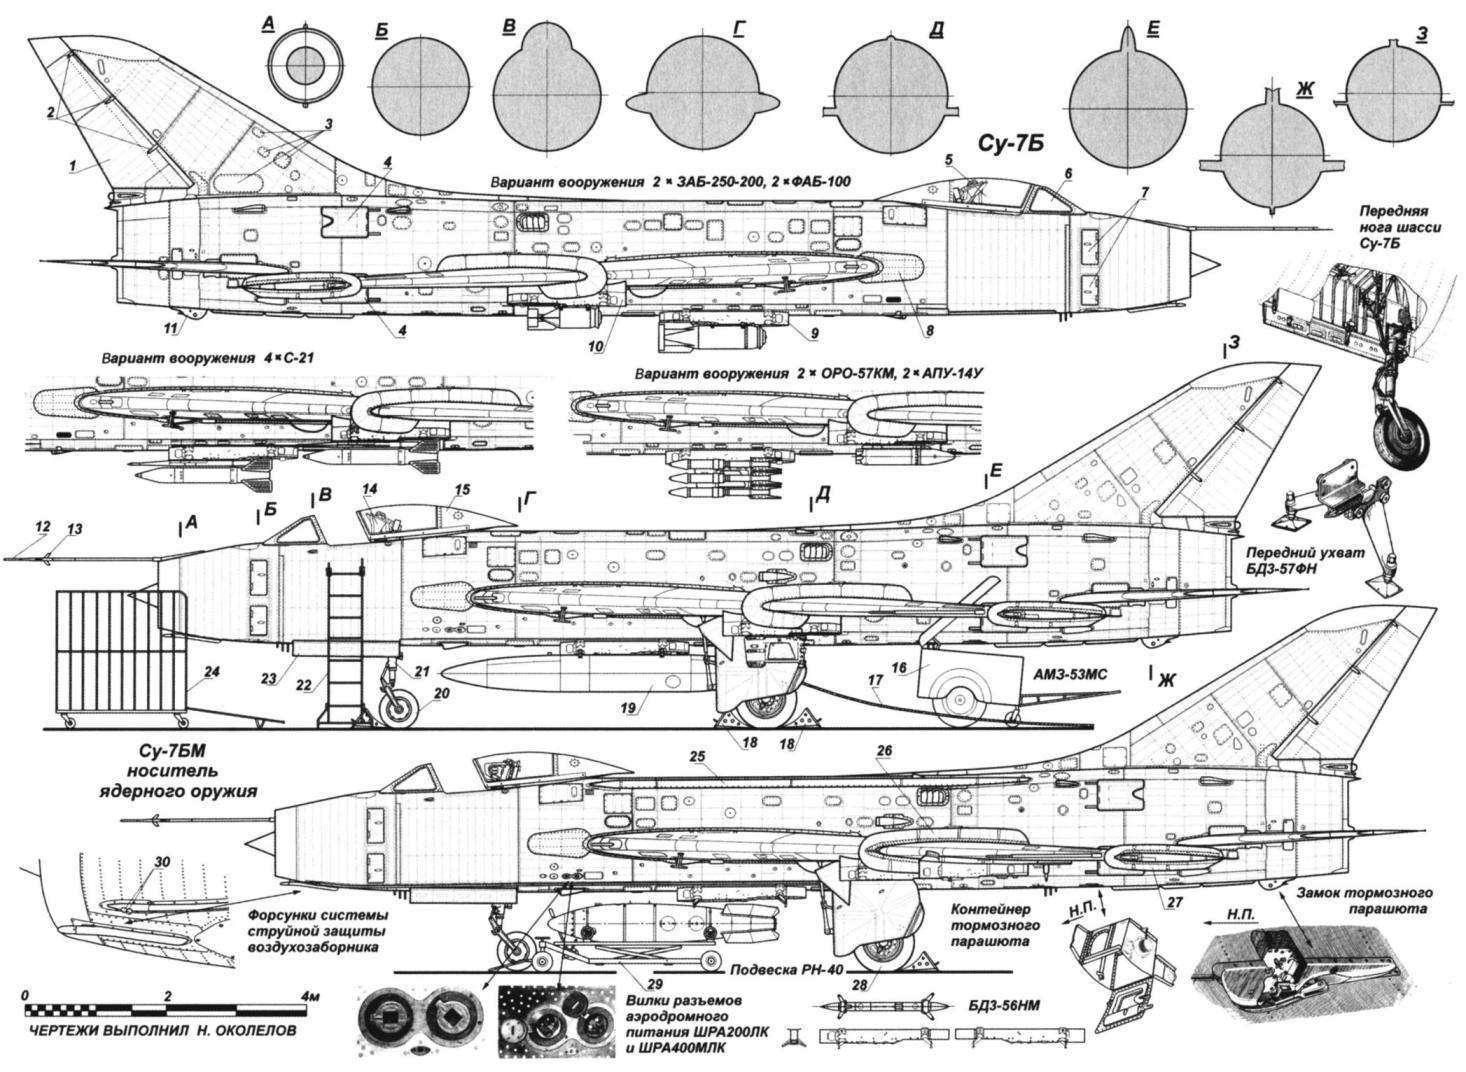 А
Б
В
Г
Д
Е
Ж
З
Су-7Б
2
1
3
4
Вариант вооружения 2 × ЗАБ-250-200, 2 × ФАБ-100
5
6
7
Передняя
нога шасси
Су-7Б
11
4
10
9
8
Вариант вооружения 4 × С-21
Вариант вооружения 2 × ОРО-57КМ, 2 × АПУ-14У
З
12
13
А
Б
В
14
15
Г
Д
Е
Передний ухват
БДЗ-57ФН
24
23
22
21
20
19
18
18
17
16
АМЗ-53МС
Ж
Су-7БМ
носитель
ядерного оружия
25
26
30
Форсунки системы
струйной защиты
воздухозаборника
27
Контейнер
тормозного
парашюта
Н.П.
Замок тормозного
парашюта
Н.П.
29
Подвеска РН-40
28
0 2 4м
ЧЕРТЕЖИ ВЫПОЛНИЛ Н. ОКОЛЕЛОВ
Вилки разъемов
аэродромного
питания ШРА200ЛК
и ШРА400МЛК
БДЗ-56НМ